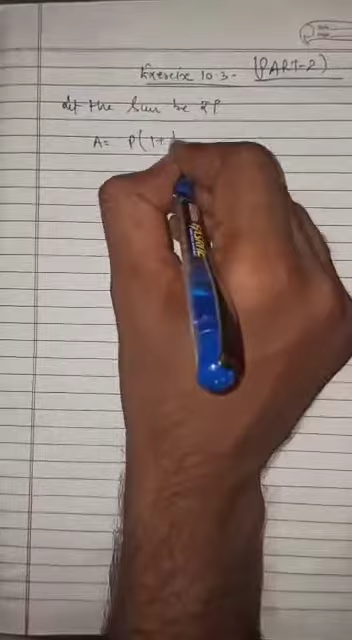 Exercise 10.3 - (PART-2)
let the Sum be ₹P
A = P(1+